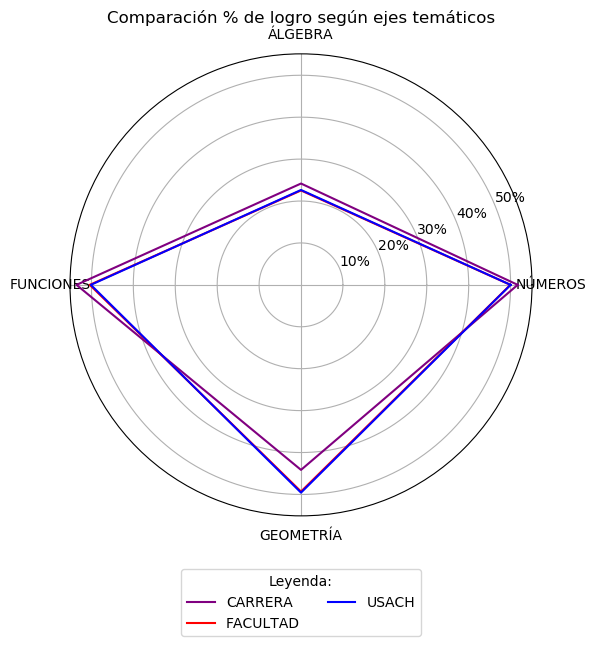 Comparación % de logro según ejes temáticos
ÁLGEBRA
50%
40%
30%
20%
10%
FUNCIONES
NÚMEROS
GEOMETRÍA
Leyenda:
CARRERA
FACULTAD
USACH